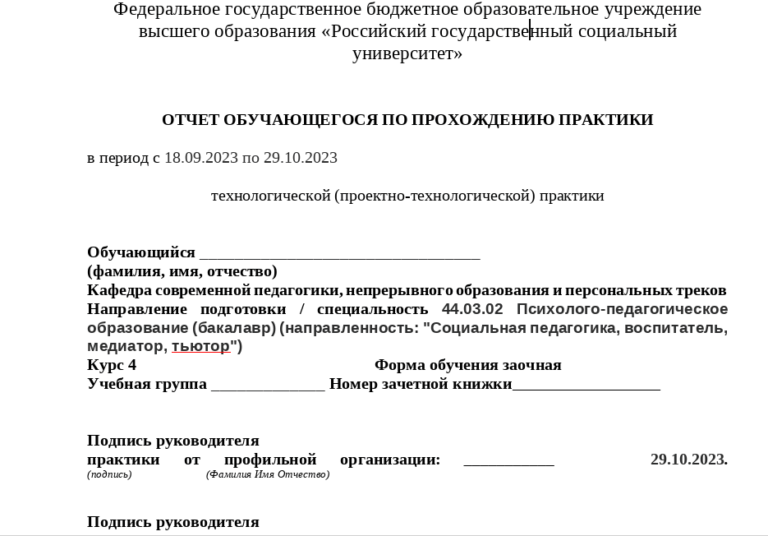 Федеральное государственное бюджетное образовательное учреждение
высшего образования «Российский государственный социальный
университет»
ОТЧЕТ ОБУЧАЮЩЕГОСЯ ПО ПРОХОЖДЕНИЮ ПРАКТИКИ
в период с 18.09.2023 по 29.10.2023
технологической (проектно-технологической) практики
Обучающийся __________________________________
(фамилия, имя, отчество)
Кафедра современной педагогики, непрерывного образования и персональных треков
Направление подготовки / специальность 44.03.02 Психолого-педагогическое
образование (бакалавр) (направленность: "Социальная педагогика, воспитатель,
медиатор, тьютор")
Курс 4 Форма обучения заочная
Учебная группа ______________ Номер зачетной книжки__________________
Подпись руководителя
практики от профильной организации: ___________ 29.10.2023.
(подпись) (Фамилия Имя Отчество)
Подпись руководителя